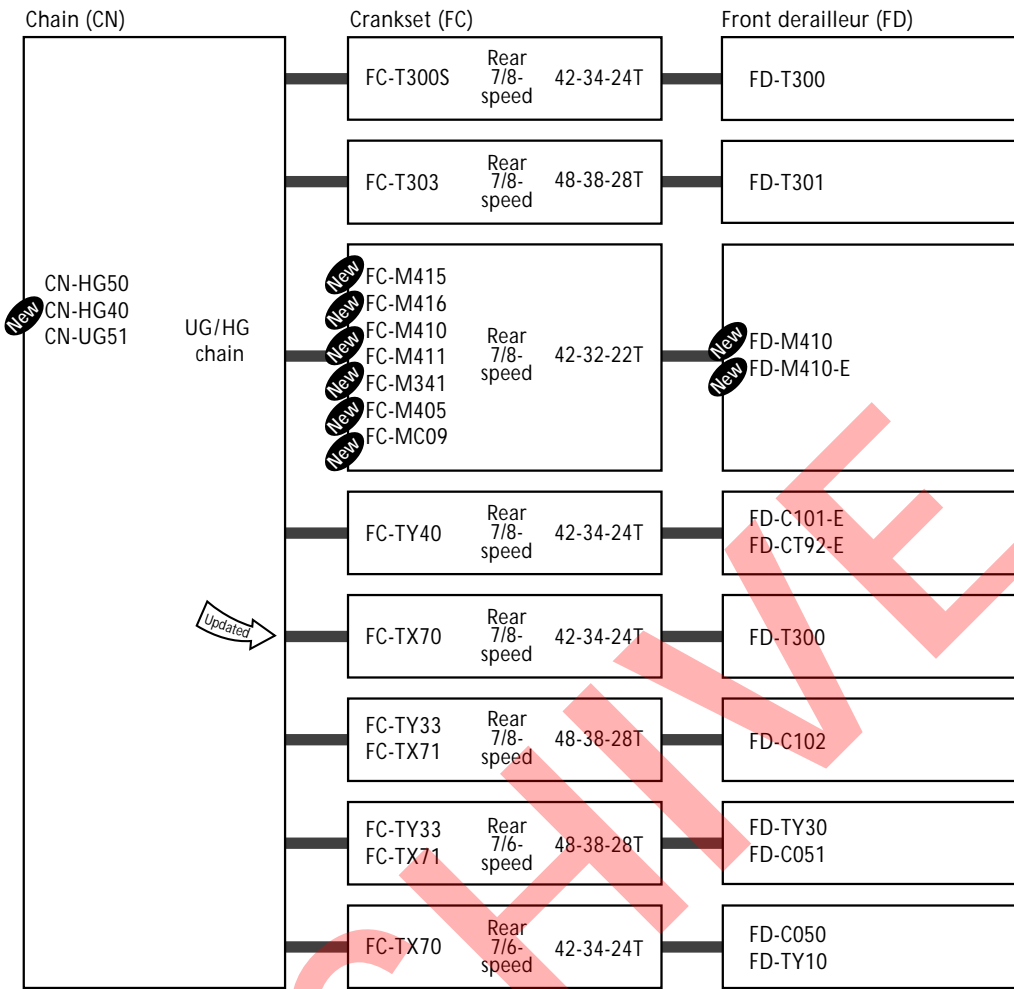 Chain (CN)
Crankset (FC)
Front derailleur (FD)
CN-HG50
New
CN-HG40
CN-UG51
UG/HG
chain
Updated
FC-T300S
Rear
7/8-
speed
42-34-24T
FD-T300
FC-T303
Rear
7/8-
speed
48-38-28T
FD-T301
New
FC-M415
New
FC-M416
FC-M410
New
FC-M411
New
FC-M341
New
FC-M405
New
FC-MC09
Rear
7/8-
speed
42-32-22T
New
FD-M410
New
FD-M410-E
FC-TY40
Rear
7/8-
speed
42-34-24T
FD-C101-E
FD-CT92-E
FC-TX70
Rear
7/8-
speed
42-34-24T
FD-T300
FC-TY33
FC-TX71
Rear
7/8-
speed
48-38-28T
FD-C102
FC-TY33
FC-TX71
Rear
7/6-
speed
48-38-28T
FD-TY30
FD-C051
FC-TX70
Rear
7/6-
speed
42-34-24T
FD-C050
FD-TY10
CHIVE